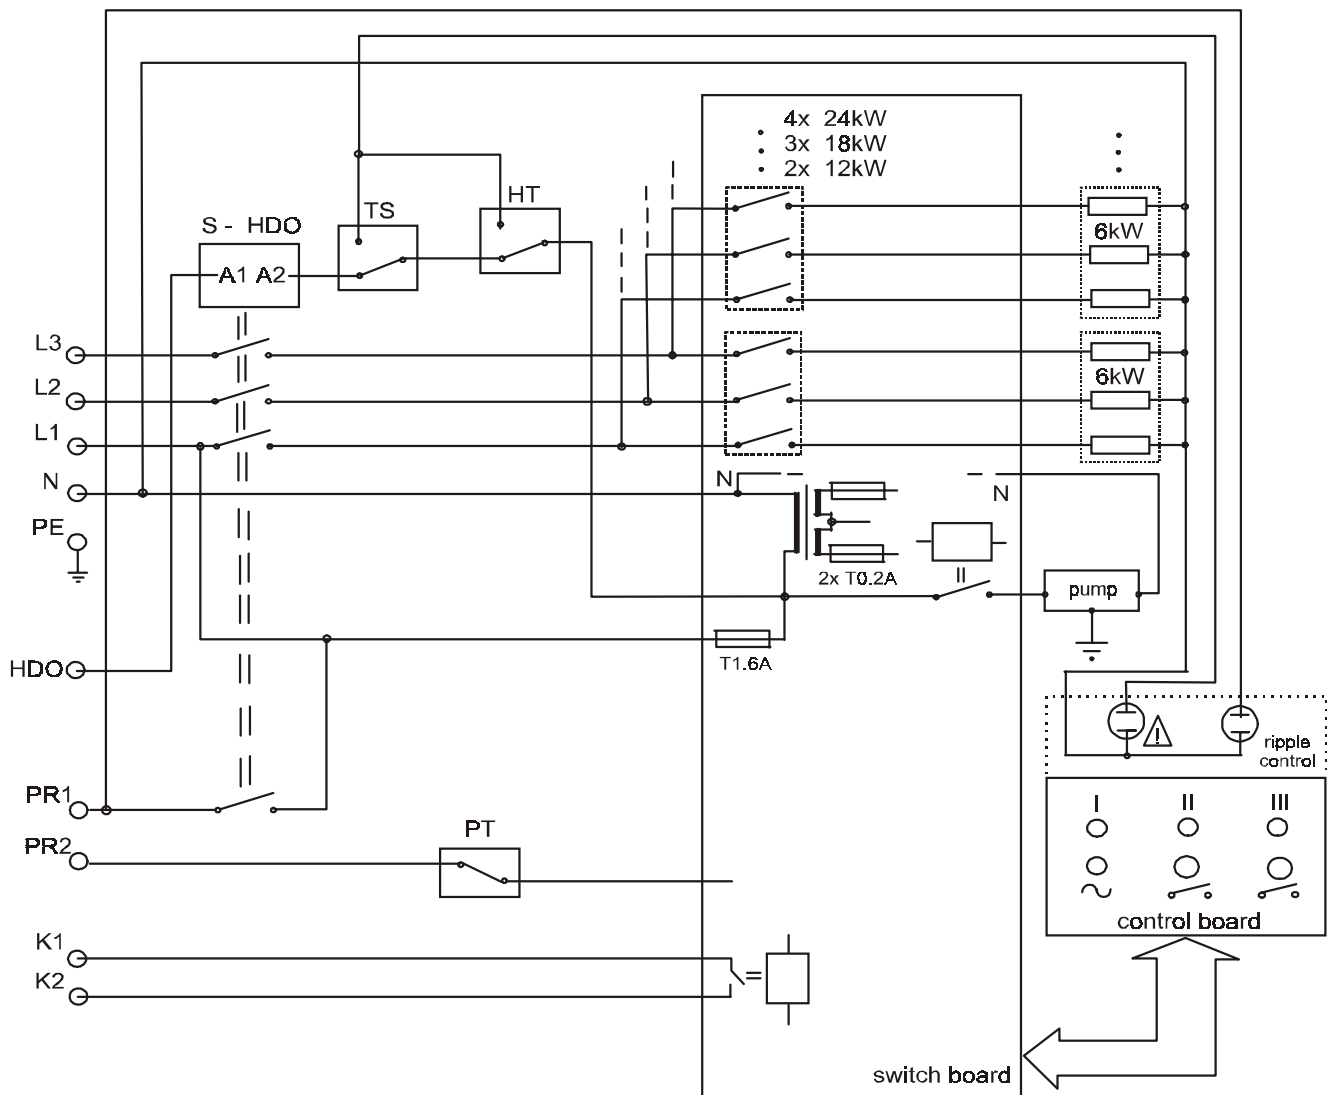 4x 24kW
3x 18kW
2x 12kW
HT
TS
S - HDO
A1 A2
6kW
L3
L2
6kW
L1
N
N
N
PE
2x T0.2A
pump
T1.6A
HDO
!
ripple
control
PR1
I II III
PT
PR2
control board
K1
K2
switch board